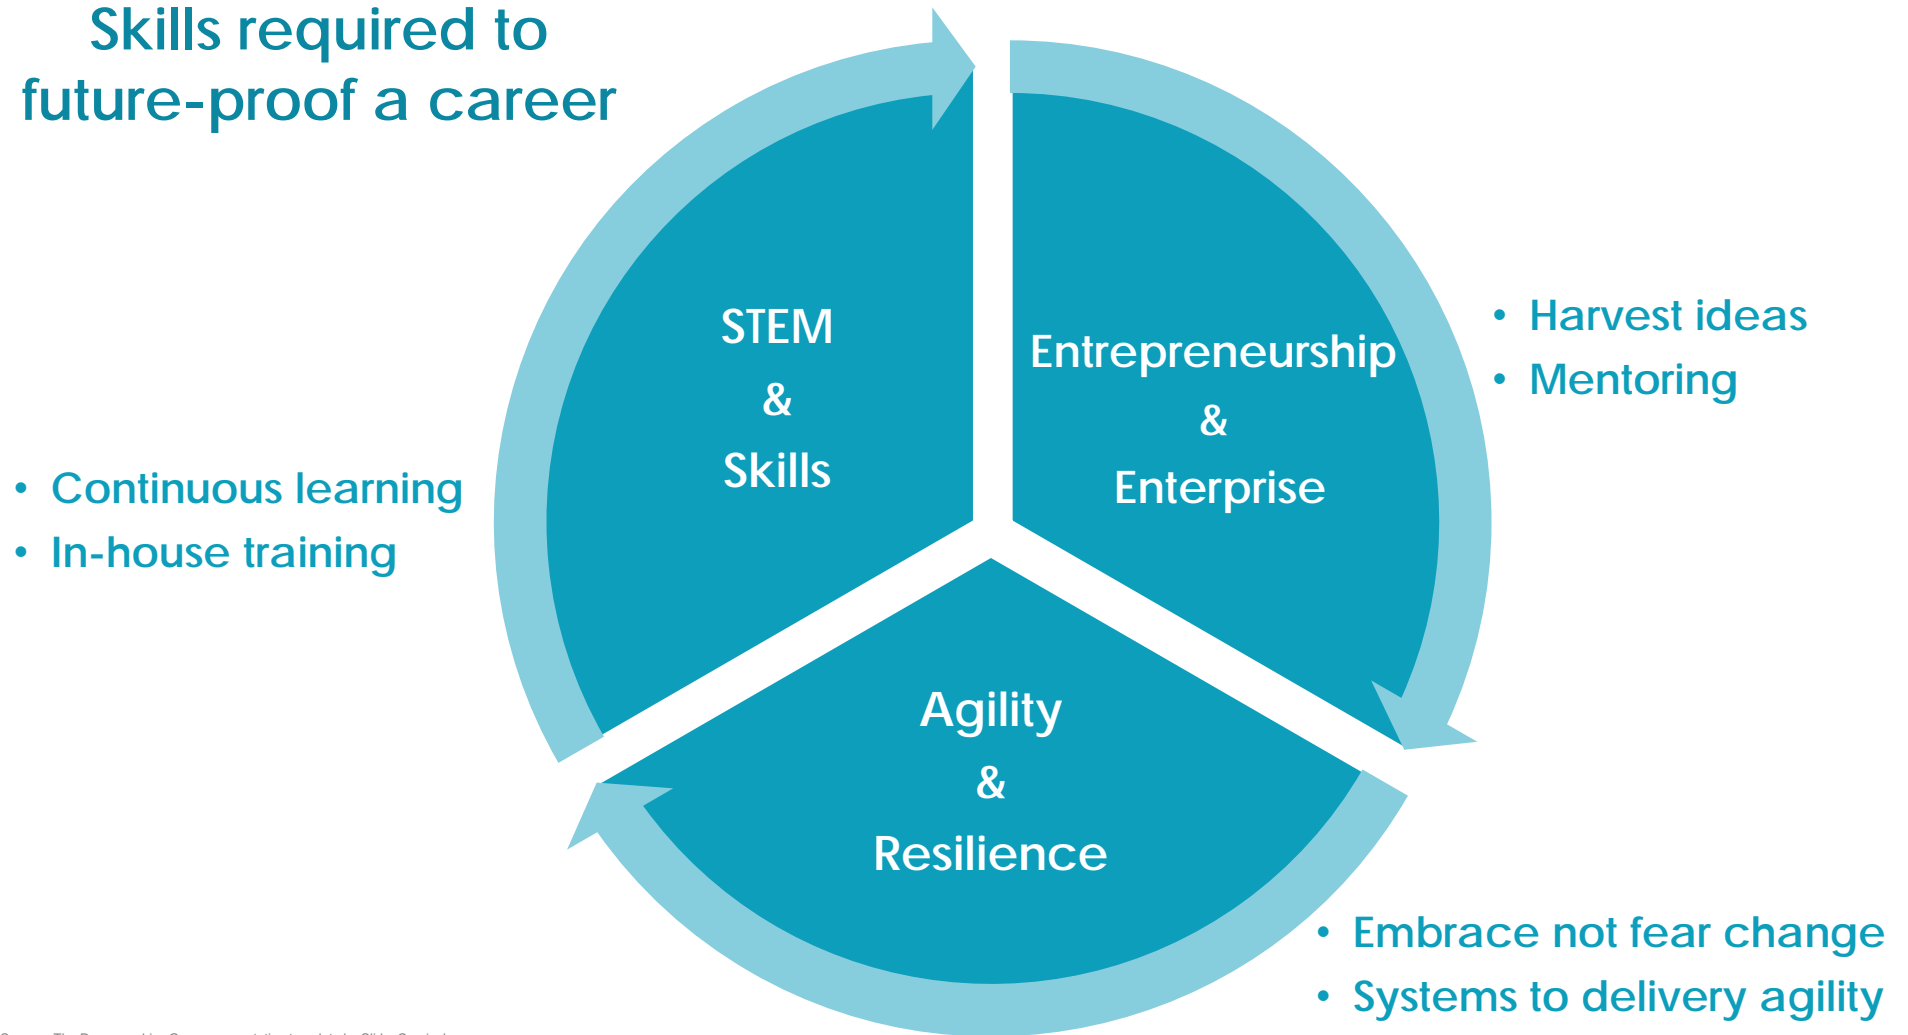 Skills required to
future-proof a career
STEM
&
Skills
Entrepreneurship
&
Enterprise
• Harvest ideas
• Mentoring
• Continuous learning
• In-house training
Agility
&
Resilience
• Embrace not fear change
• Systems to delivery agility